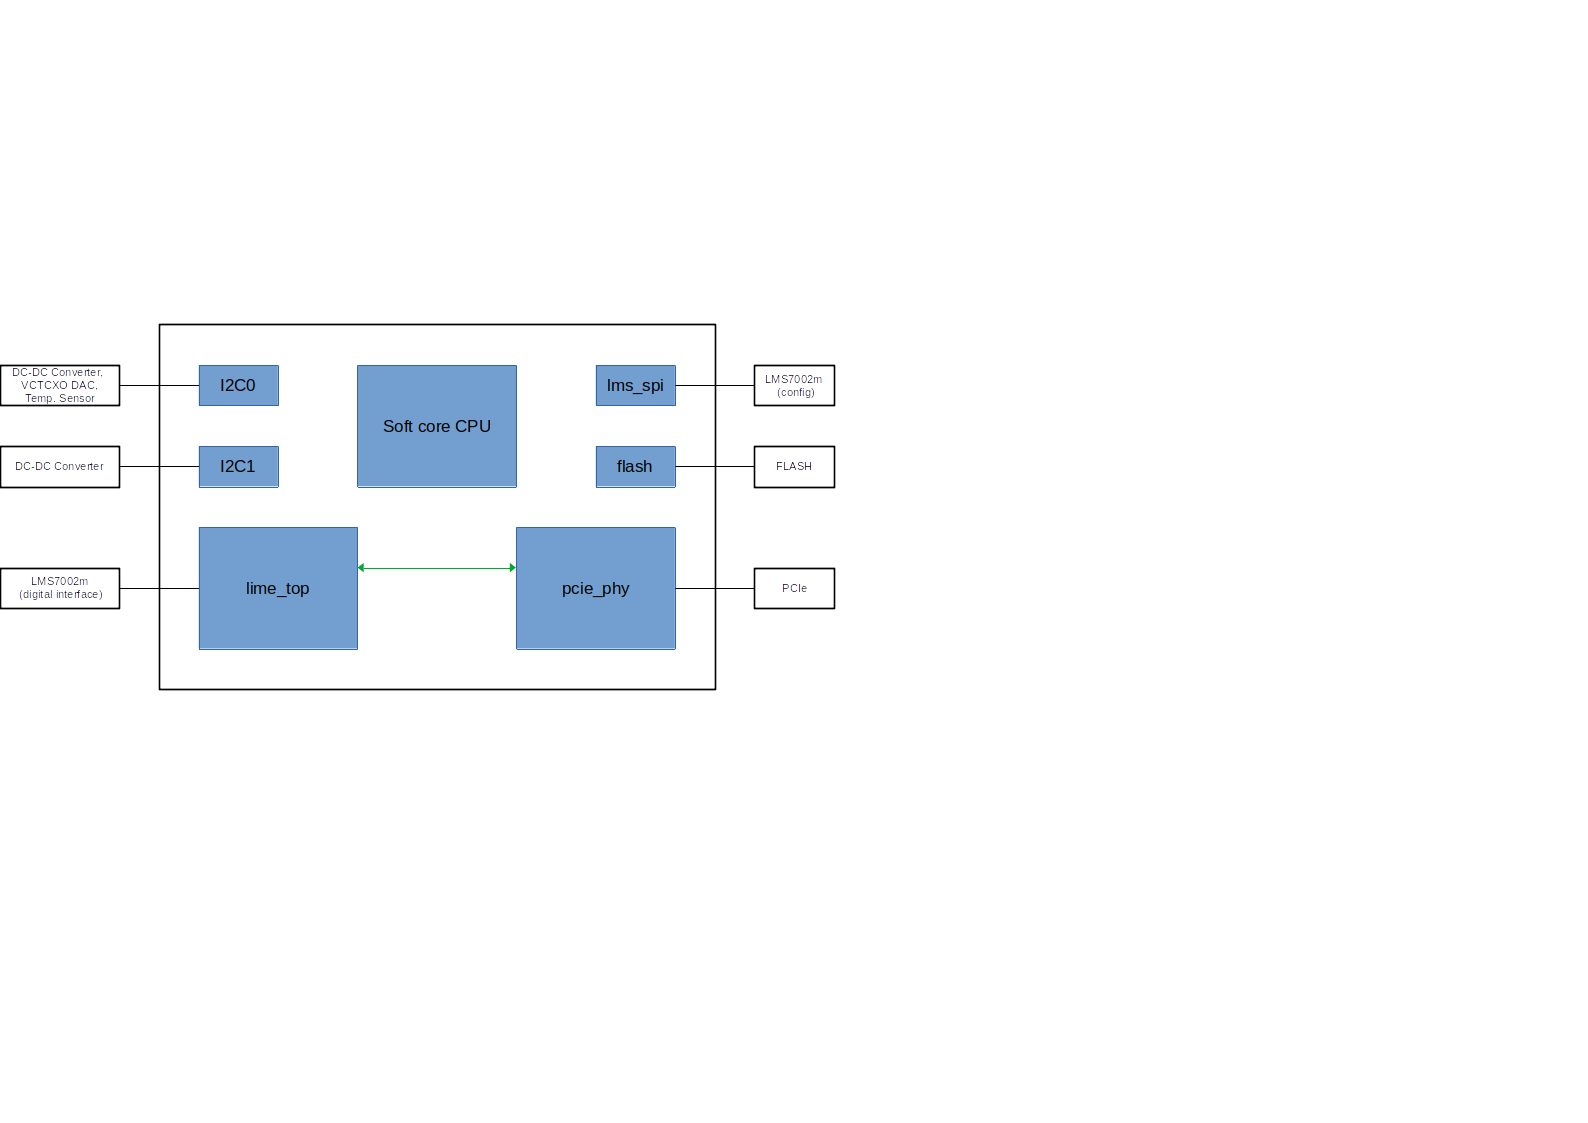 DC-DC Converter,
VCTCXO DAC,
Temp. Sensor
I2C0
Soft core CPU
lms_spi
LMS7002m
(config)
DC-DC Converter
I2C1
flash
FLASH
LMS7002m
(digital interface)
lime_top
pcie_phy
PCIe